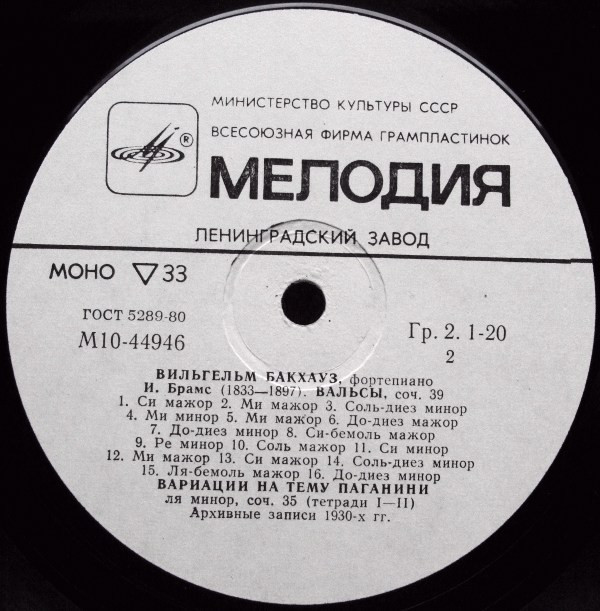 МИНИСТЕРСТВО КУЛЬТУРЫ СССР
ВСЕСОЮЗНАЯ ФИРМА ГРАМПЛАСТИНОК
®
МЕЛОДИЯ
ЛЕНИНГРАДСКИЙ ЗАВОД
МОНО ▽33
ГОСТ 5289-80
М10-44946
Гр. 2. 1-20
2
ВИЛЬГЕЛЬМ БАКХАУЗ, фортепиано
И. Брамс (1833—1897). ВАЛЬСЫ, соч. 39
1. Си мажор 2. Ми мажор 3. Соль-диез минор
4. Ми минор 5. Ми мажор 6. До-диез мажор
7. До-диез минор 8. Си-бемоль мажор
9. Ре минор 10. Соль мажор 11. Си минор
12. Ми мажор 13. Си мажор 14. Соль-диез минор
15. Ля-бемоль мажор 16. До-диез минор
ВАРИАЦИИ НА ТЕМУ ПАГАНИНИ
ля минор, соч. 35 (тетради I—II)
Архивные записи 1930-х гг.